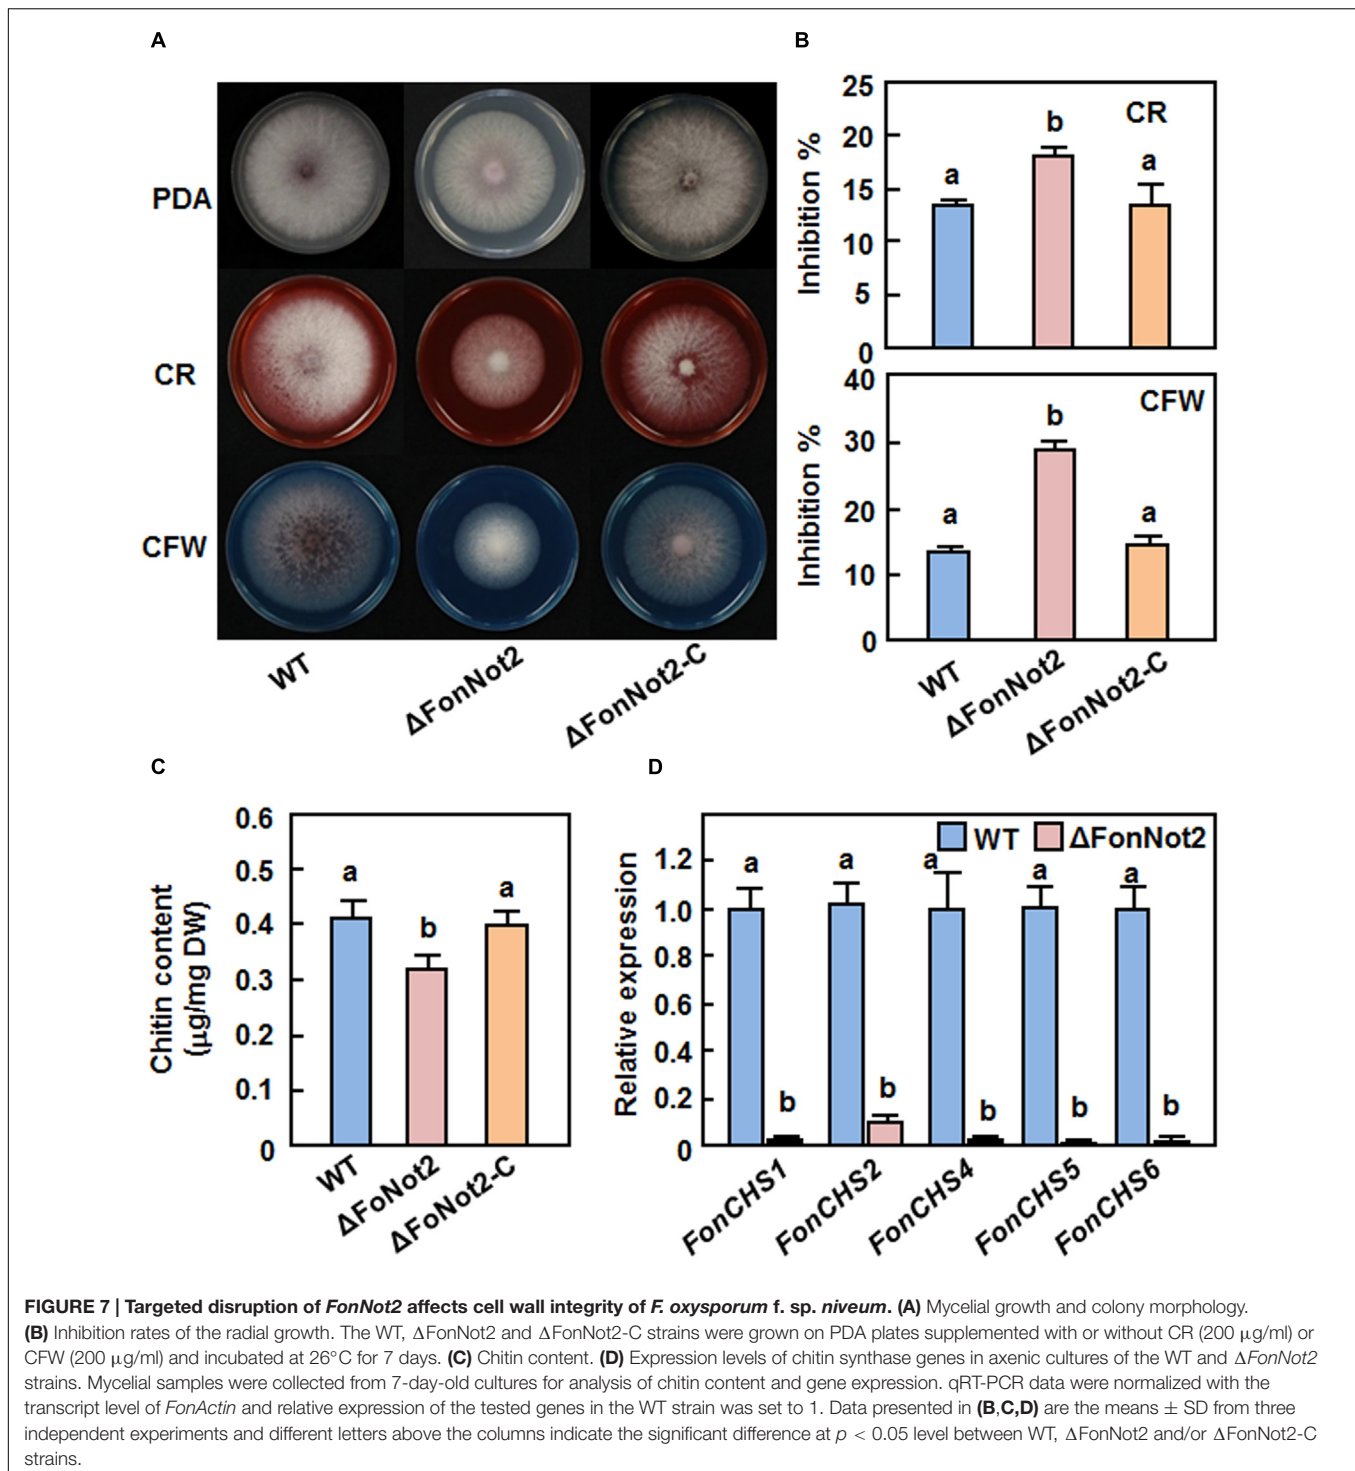 A
B
PDA
CR
CFW
WT
ΔFonNot2
ΔFonNot2-C
25
20
15
10
5
0
Inhibition %
CR
a
b
a
40
30
20
10
0
Inhibition %
CFW
a
b
a
WT
ΔFonNot2
ΔFonNot2-C
C
D
0.6
0.5
0.4
0.3
0.2
0.1
0
Chitin content
(μg/mg DW)
a
b
a
WT
ΔFoNot2
ΔFoNot2-C
1.2
1.0
0.8
0.6
0.4
0.2
0
Relative expression
WT
ΔFonNot2
a
b
a
b
a
b
a
b
a
b
FonCHS1
FonCHS2
FonCHS4
FonCHS5
FonCHS6
FIGURE 7 | Targeted disruption of FonNot2 affects cell wall integrity of F. oxysporum f. sp. niveum. (A) Mycelial growth and colony morphology.
(B) Inhibition rates of the radial growth. The WT, ΔFonNot2 and ΔFonNot2-C strains were grown on PDA plates supplemented with or without CR (200 μg/ml) or
CFW (200 μg/ml) and incubated at 26°C for 7 days. (C) Chitin content. (D) Expression levels of chitin synthase genes in axenic cultures of the WT and ΔFonNot2
strains. Mycelial samples were collected from 7-day-old cultures for analysis of chitin content and gene expression. qRT-PCR data were normalized with the
transcript level of FonActin and relative expression of the tested genes in the WT strain was set to 1. Data presented in (B,C,D) are the means ± SD from three
independent experiments and different letters above the columns indicate the significant difference at p < 0.05 level between WT, ΔFonNot2 and/or ΔFonNot2-C
strains.